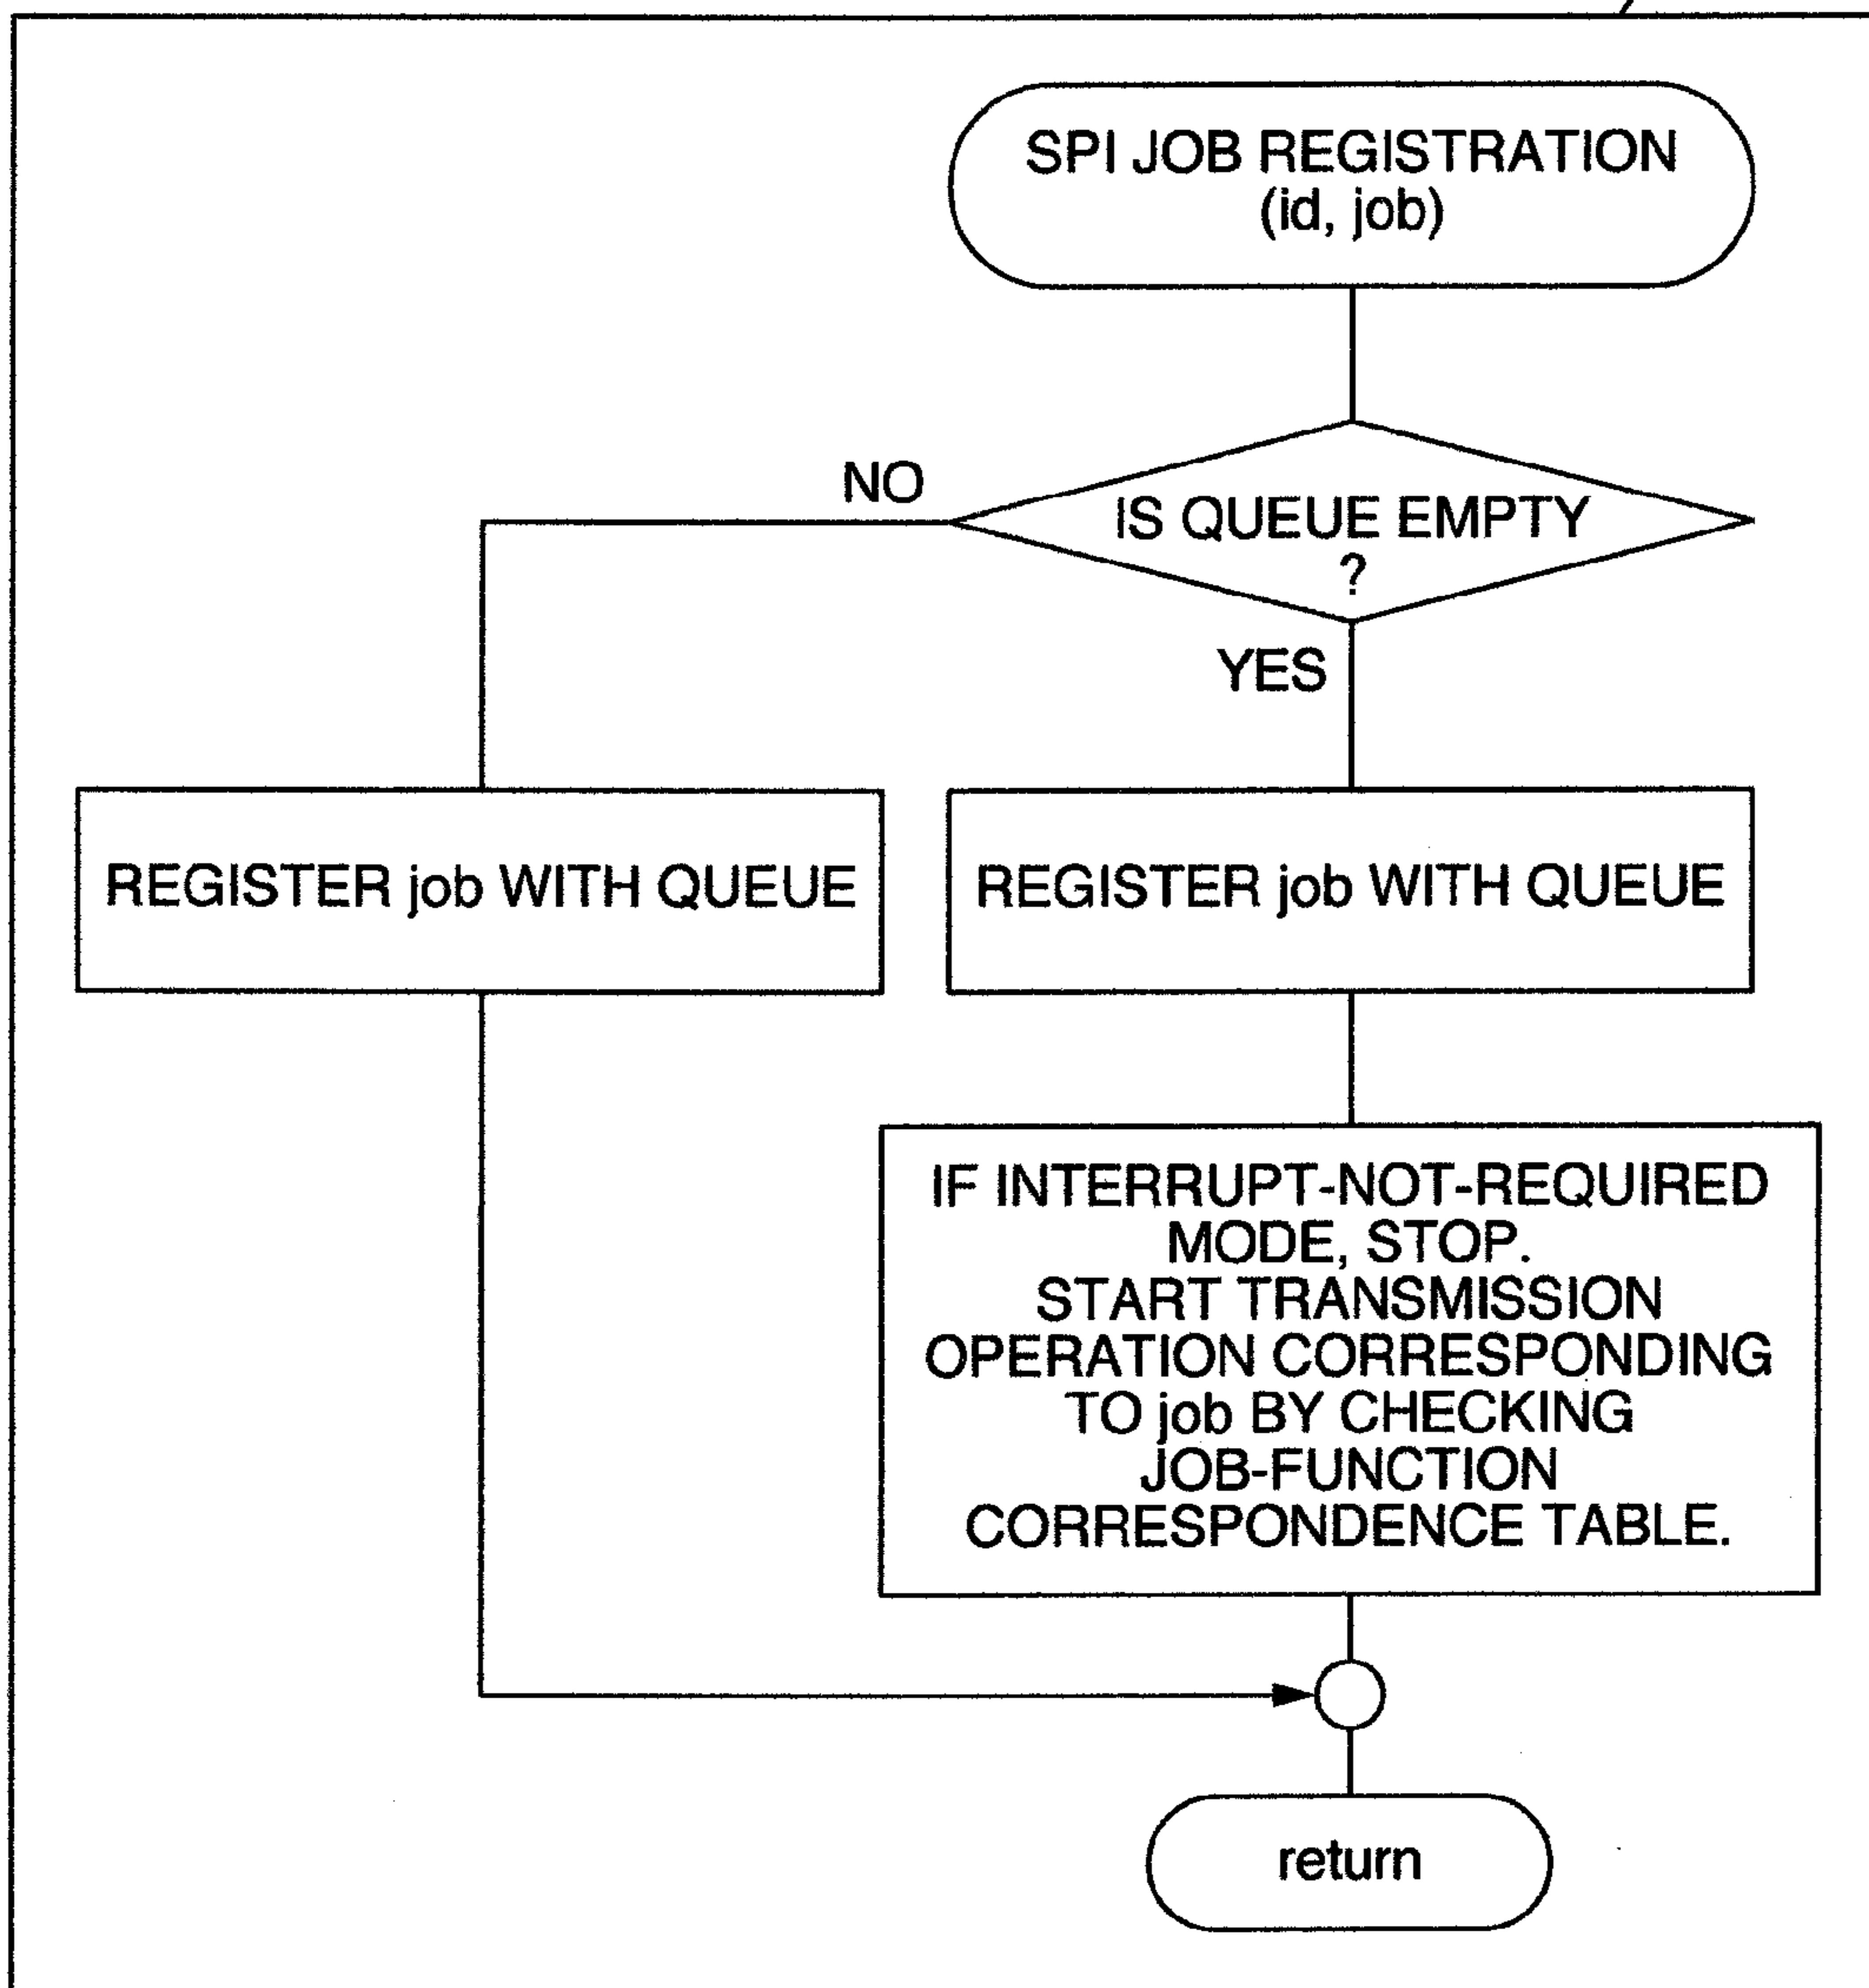 SPI JOB REGISTRATION
(id, job)
NO
IS QUEUE EMPTY
?
YES
REGISTER job WITH QUEUE
REGISTER job WITH QUEUE
IF INTERRUPT-NOT-REQUIRED
MODE, STOP.
START TRANSMISSION
OPERATION CORRESPONDING
TO job BY CHECKING
JOB-FUNCTION
CORRESPONDENCE TABLE.
return